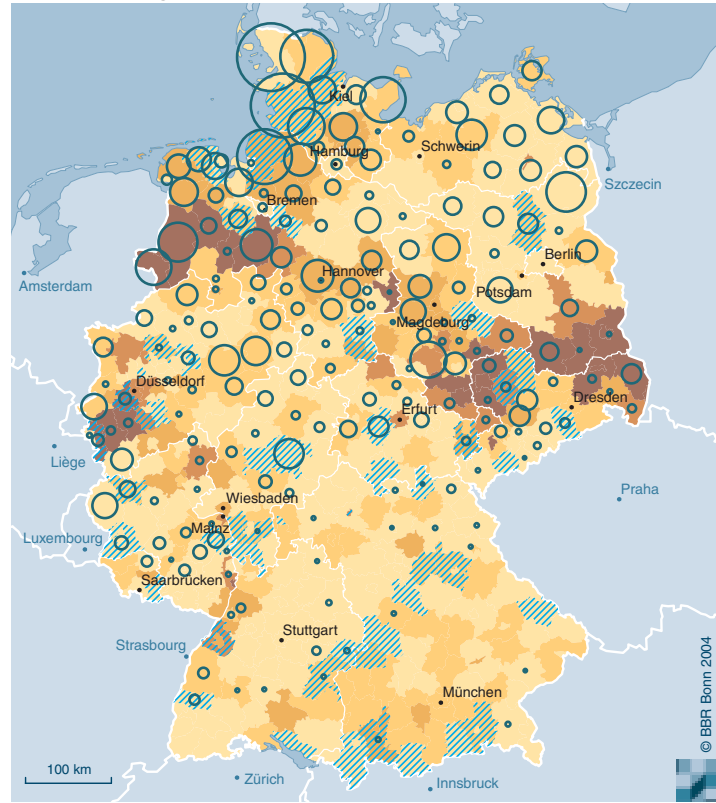 Kiel
Schwerin
Hamburg
Szczecin
Bremen
Berlin
Amsterdam
Hannover
Potsdam
Magdeburg
Düsseldorf
Dresden
Erfurt
Liège
Praha
Wiesbaden
Mainz
Luxembourg
Saarbrücken
Stuttgart
Strasbourg
München
© BBR Bonn 2004
100 km
Zürich
Innsbruck